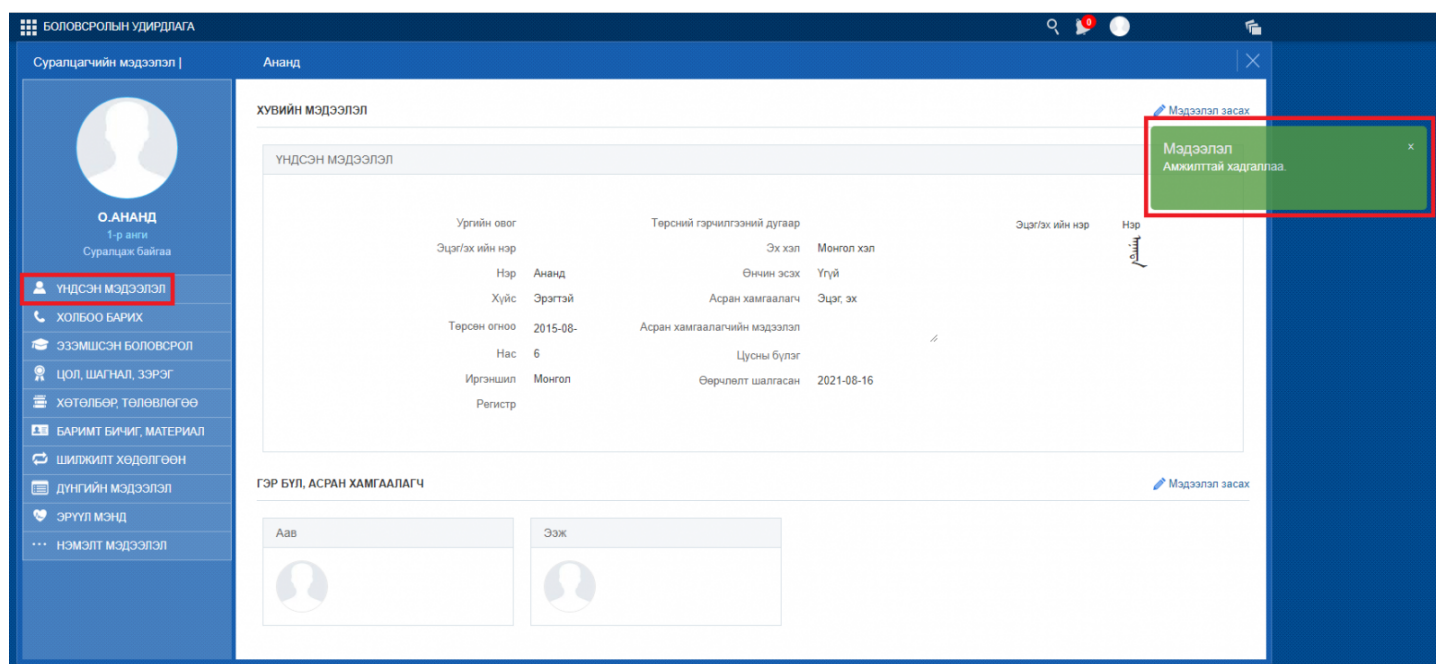 БОЛОВСРОЛЫН УДИРДЛАГА
0
Суралцагчийн мэдээлэл |
Ананд
О.АНАНД
1-р анги
Суралцаж байгаа
ҮНДСЭН МЭДЭЭЛЭЛ
ХОЛБОО БАРИХ
ЭЗЭМШСЭН БОЛОВСРОЛ
ЦОЛ, ШАГНАЛ, ЗЭРЭГ
ХӨТӨЛБӨР, ТӨЛӨВЛӨГӨӨ
БАРИМТ БИЧИГ, МАТЕРИАЛ
ШИЛЖИЛТ ХӨДӨЛГӨӨН
ДҮНГИЙН МЭДЭЭЛЭЛ
ЭРҮҮЛ МЭНД
НЭМЭЛТ МЭДЭЭЛЭЛ
ХУВИЙН МЭДЭЭЛЭЛ
Мэдээлэл засах
Мэдээлэл x
Амжилттай хадгаллаа.
ҮНДСЭН МЭДЭЭЛЭЛ
Ургийн овог
Эцэг/эх ийн нэр
Нэр Ананд
Хүйс Эрэгтэй
Төрсөн огноо 2015-08-
Нас 6
Иргэншил Монгол
Регистр
Төрсний гэрчилгээний дугаар
Эх хэл Монгол хэл
Өнчин эсэх Үгүй
Асран хамгаалагч Эцэг, эх
Асран хамгаалагчийн мэдээлэл
Цусны бүлэг
Өөрчлөлт шалгасан 2021-08-16
Эцэг/эх ийн нэр Нэр
ГЭР БҮЛ, АСРАН ХАМГААЛАГЧ
Мэдээлэл засах
Аав
Ээж